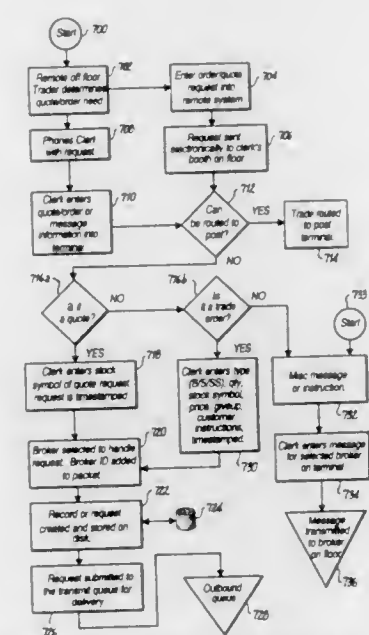 Start
700
Remote off floor
Trader determines
quote/order need
702
Enter order/quote
request into
remote system
704
Phones Clerk
with request
708
Request sent
electronically to clerk's
booth on floor
706
Clerk enters
quote/order or
message
information into
terminal
710
Can
be routed to
post?
712
YES
Trade routed
to post
terminal
714
NO
716-a
Is it
a quote?
NO
716-b
Is
it a trade
order?
NO
733
Start
YES
YES
Clerk enters stock
symbol of quote request
request is timestamped
718
Clerk enters type
(B/S/SS), qty,
stock symbol,
price, giveup,
customer
instructions,
timestamped.
730
Misc message
or instruction.
732
Broker selected to handle
request. Broker ID added
to packet
720
Clerk enters message
for selected broker
on terminal
734
Record or request
created and stored on
disk.
722
724
Message
transmitted
to broker
on floor
736
Request submitted to
the transmit queue for
delivery
726
Outbound
queue
728